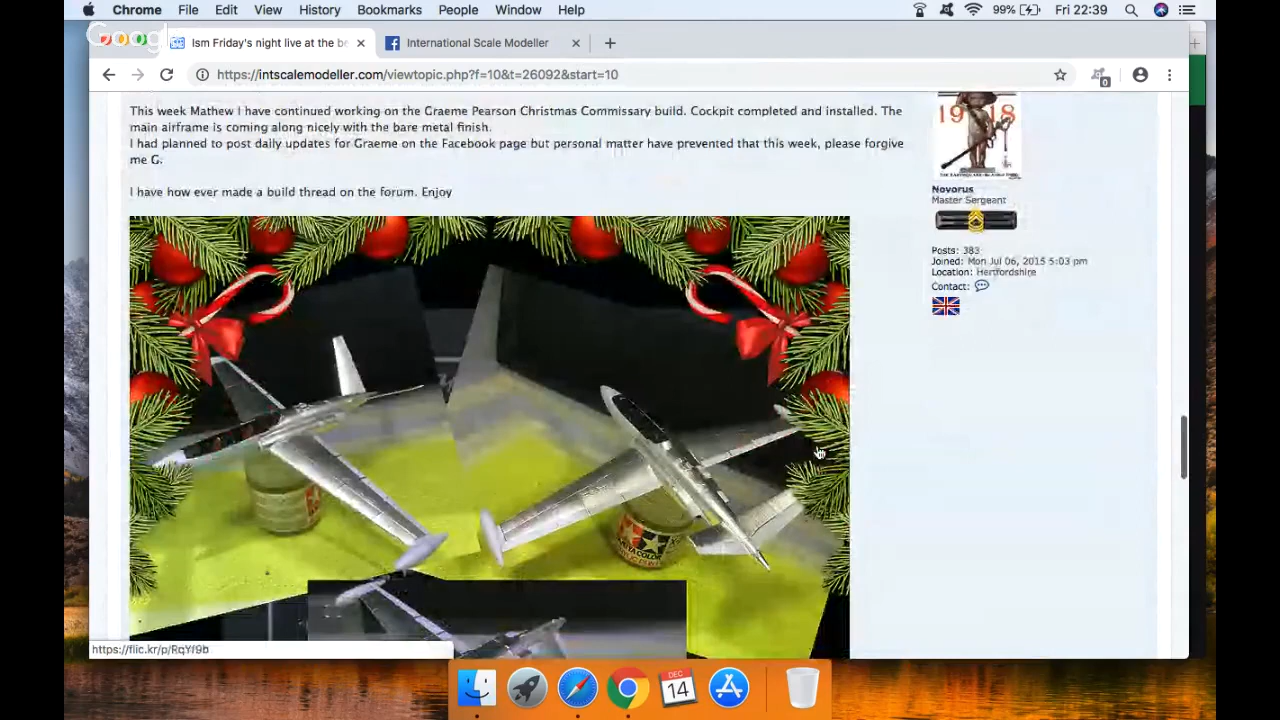 Chrome File Edit View History Bookmarks People Window Help 99% Fri 22:39
Ism Friday's night live at the be International Scale Modeller
https://intscalemodeller.com/viewtopic.php?f=10&t=26092&start=10
0
This week Mathew I have continued working on the Graeme Pearson Christmas Commissary build. Cockpit completed and installed. The
main airframe is coming along nicely with the bare metal finish.
I had planned to post daily updates for Graeme on the Facebook page but personal matter have prevented that this week, please forgive
me G.
I have how ever made a build thread on the forum. Enjoy
1918
Novorus
Master Sergeant
Posts: 383
Joined: Mon Jul 06, 2015 5:03 pm
Location: Hertfordshire
Contact:
https://flic.kr/p/RqYf9b
DEC
14